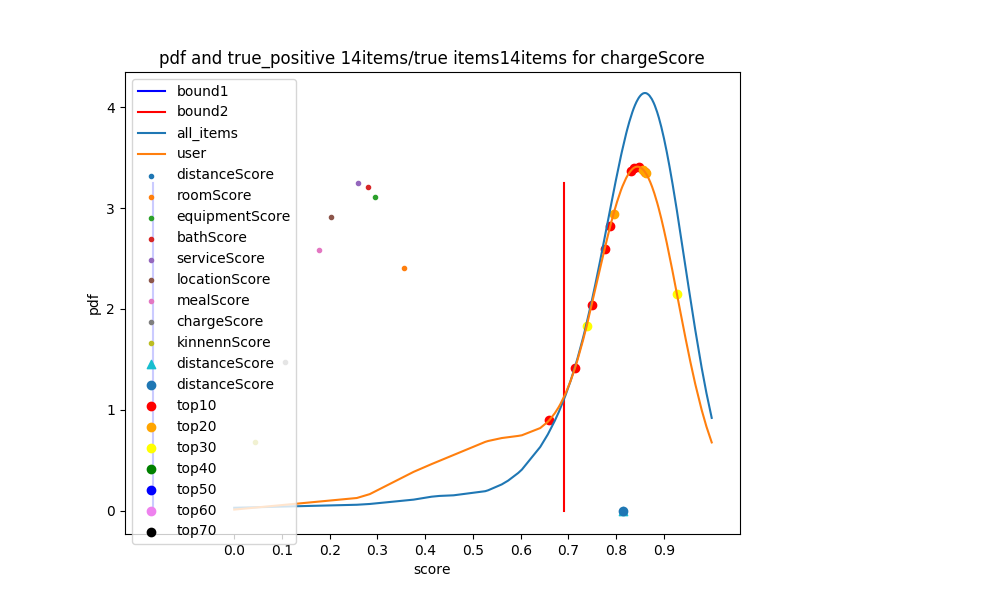 pdf and true_positive 14items/true items14items for chargeScore
bound1
bound2
all_items
user
distanceScore
roomScore
equipmentScore
bathScore
serviceScore
locationScore
mealScore
chargeScore
kinnennScore
distanceScore
distanceScore
top10
top20
top30
top40
top50
top60
top70
pdf
4
3
2
1
0
0.0 0.1 0.2 0.3 0.4 0.5 0.6 0.7 0.8 0.9
score